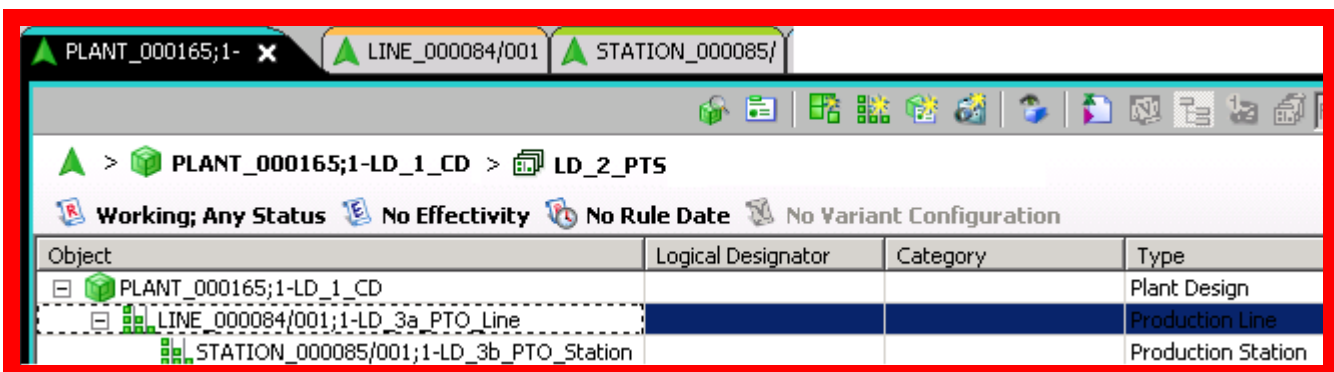 PLANT_000165;1- LINE_000084/001 STATION_000085/
> PLANT_000165;1-LD_1_CD > LD_2_PTS
Working; Any Status No Effectivity No Rule Date No Variant Configuration
Object Logical Designator Category Type
PLANT_000165;1-LD_1_CD Plant Design
LINE_000084/001;1-LD_3a_PTO_Line Production Line
STATION_000085/001;1-LD_3b_PTO_Station Production Station